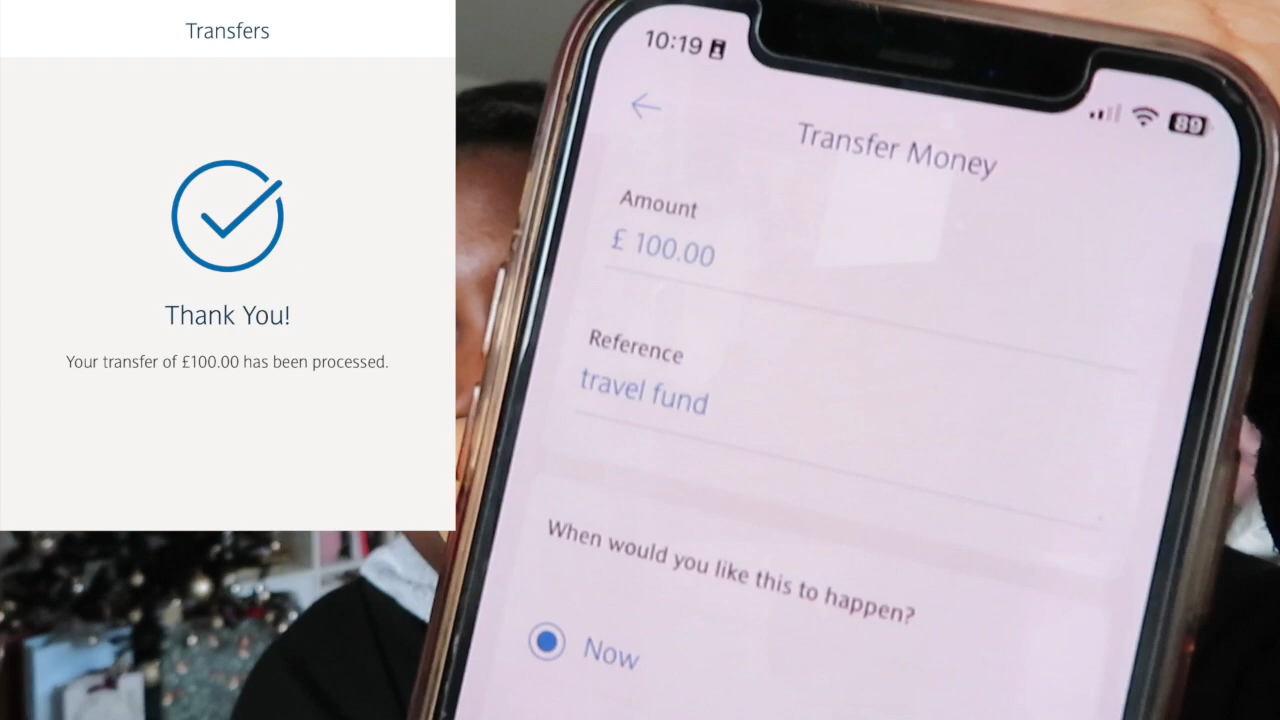 Transfers
Thank You!
Your transfer of £100.00 has been processed.
10:19
89
Transfer Money
Amount
£ 100.00
Reference
travel fund
When would you like this to happen?
Now